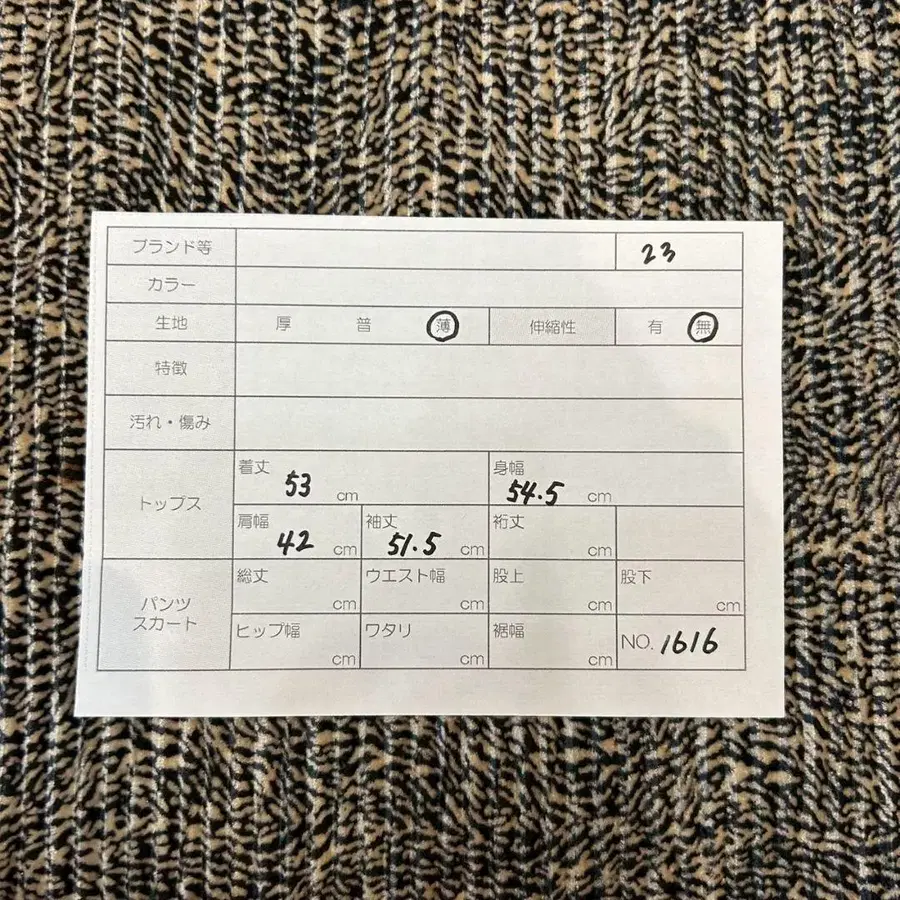 ブランド等 23
カラー
生地 厚 普 薄 伸縮性 有 無
特徴
汚れ・傷み
トップス
着丈 53 cm 身幅 54.5 cm
肩幅 42 cm 袖丈 51.5 cm 裄丈 cm
パンツ
スカート
総丈 cm ウエスト幅 cm 股上 cm 股下 cm
ヒップ幅 cm ワタリ cm 裾幅 cm NO. 1616